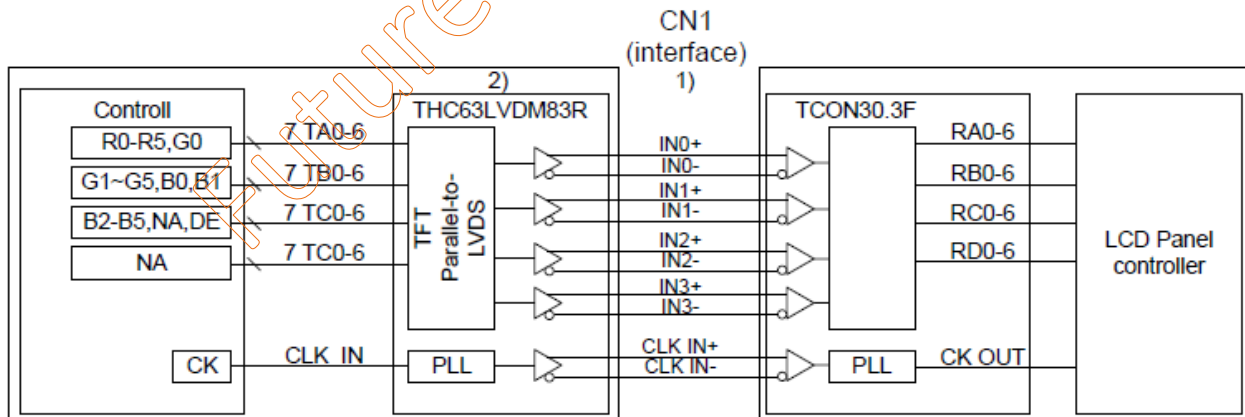 CN1
(interface)
1)
2)
Controll
R0-R5,G0
G1~G5,B0,B1
B2-B5,NA,DE
NA
CK
7 TA0-6
7 TB0-6
7 TC0-6
7 TC0-6
CLK IN
THC63LVDM83R
TFT
Parallel-to-
LVDS
PLL
IN0+
IN0-
IN1+
IN1-
IN2+
IN2-
IN3+
IN3-
CLK IN+
CLK IN-
TCON30.3F
PLL
RA0-6
RB0-6
RC0-6
RD0-6
CK OUT
LCD Panel
controller
Future